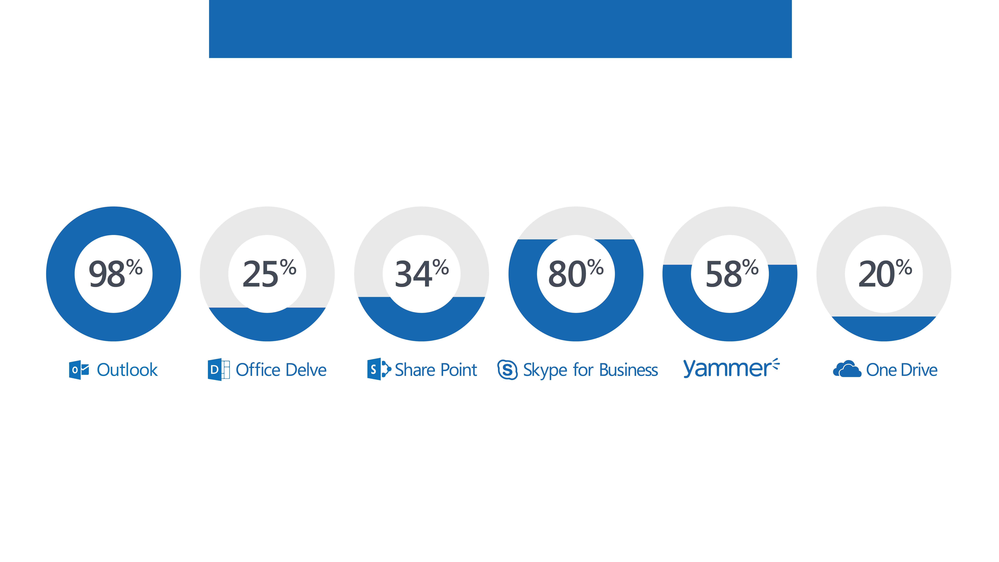 98%
25%
34%
80%
58%
20%
O Outlook
D Office Delve
S Share Point
S Skype for Business
yammer
One Drive